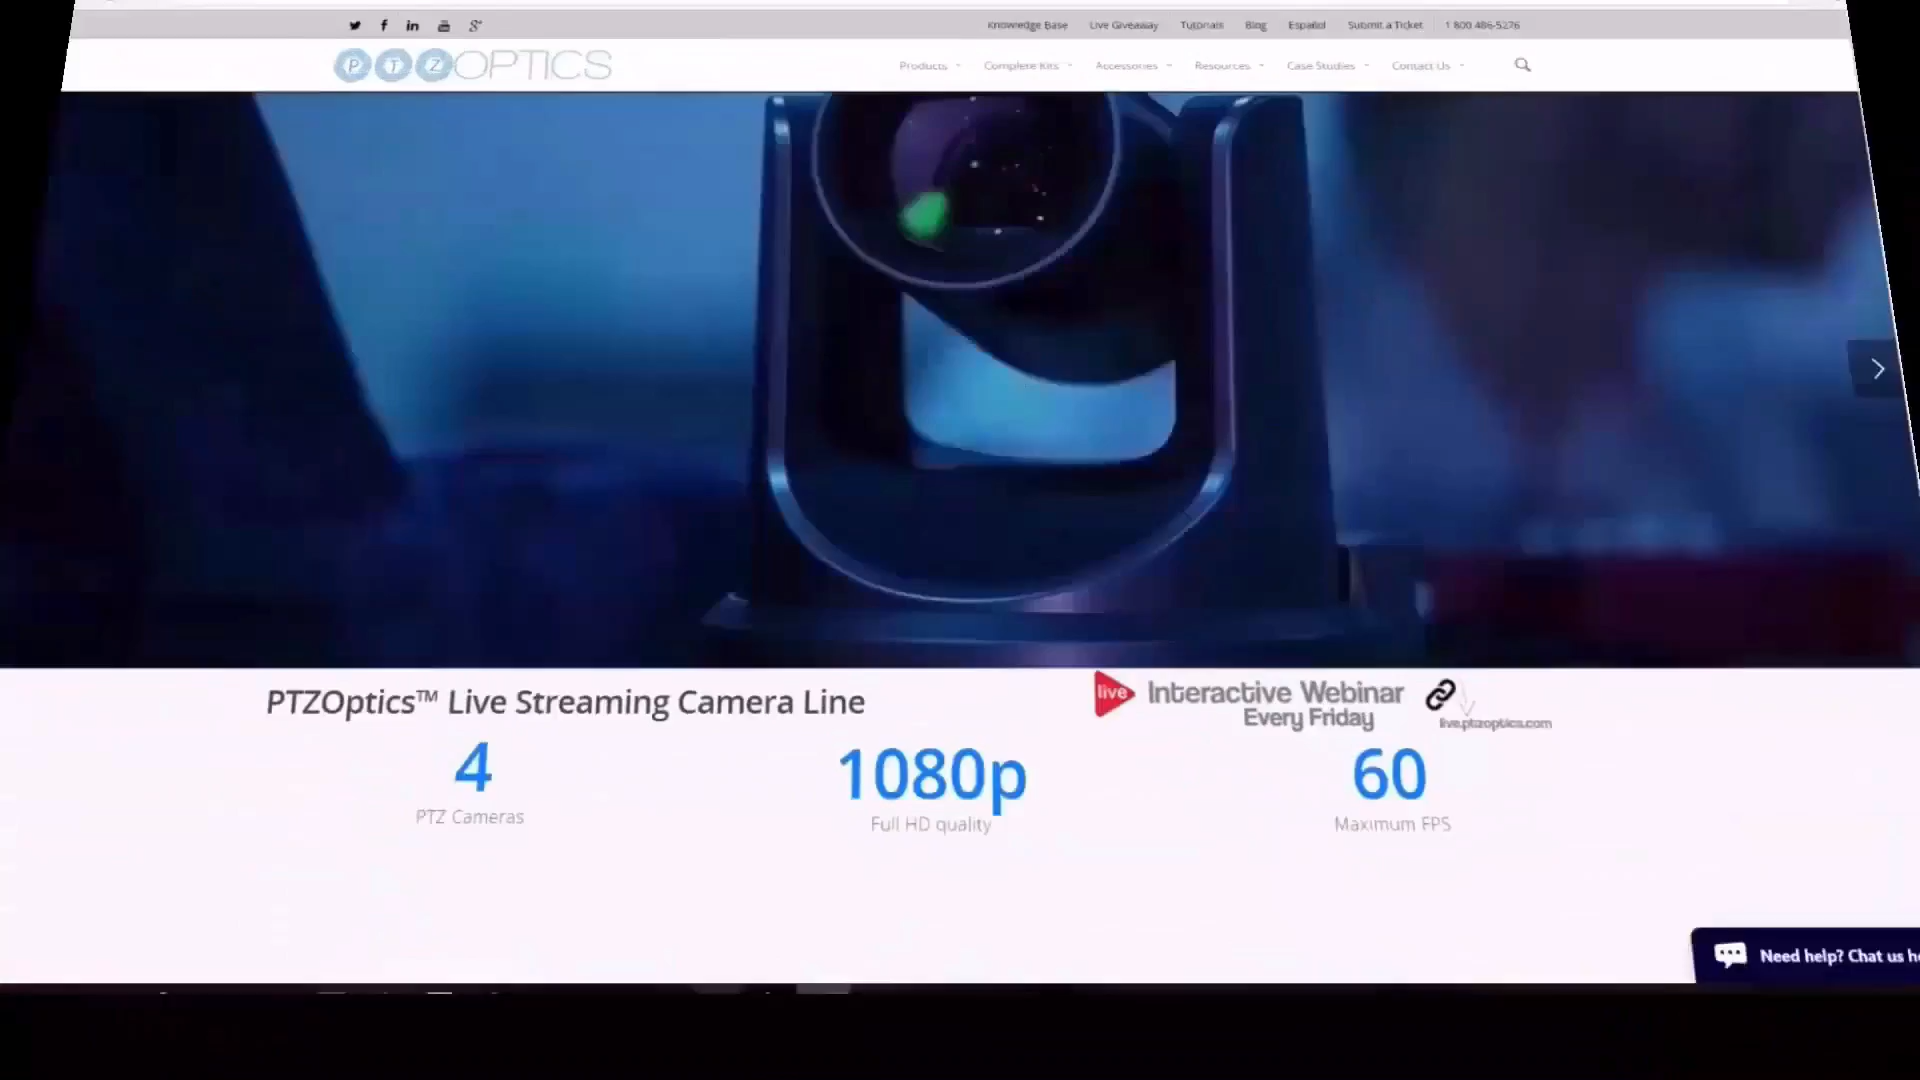 Knowledge Base Live Giveaway Tutorials Blog Español Submit a Ticket 1 800 486-5276
PTZOPTICS
Products Complete Kits Accessories Resources Case Studies Contact Us
PTZOptics™ Live Streaming Camera Line
live Interactive Webinar
Every Friday
live.ptzoptics.com
4
PTZ Cameras
1080p
Full HD quality
60
Maximum FPS
Need help? Chat us